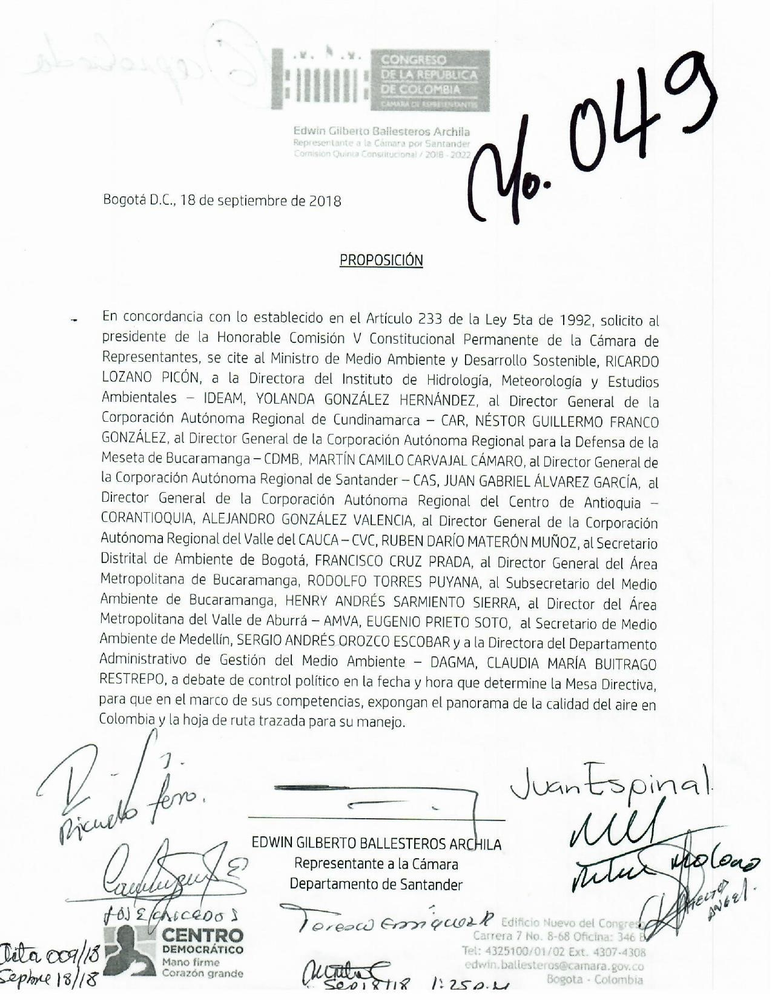 CONGRESO
DE LA REPÚBLICA
DE COLOMBIA
CÁMARA DE REPRESENTANTES
Edwin Gilberto Ballesteros Archila
Representante a la Cámara por Santander
Comisión Quinta Constitucional / 2018 - 2022
No. 049
Bogotá D.C., 18 de septiembre de 2018
PROPOSICIÓN
En concordancia con lo establecido en el Artículo 233 de la Ley 5ta de 1992, solicito al
presidente de la Honorable Comisión V Constitucional Permanente de la Cámara de
Representantes, se cite al Ministro de Medio Ambiente y Desarrollo Sostenible, RICARDO
LOZANO PICÓN, a la Directora del Instituto de Hidrología, Meteorología y Estudios
Ambientales – IDEAM, YOLANDA GONZÁLEZ HERNÁNDEZ, al Director General de la
Corporación Autónoma Regional de Cundinamarca – CAR, NÉSTOR GUILLERMO FRANCO
GONZÁLEZ, al Director General de la Corporación Autónoma Regional para la Defensa de la
Meseta de Bucaramanga – CDMB, MARTÍN CAMILO CARVAJAL CÁMARO, al Director General de
la Corporación Autónoma Regional de Santander – CAS, JUAN GABRIEL ÁLVAREZ GARCÍA, al
Director General de la Corporación Autónoma Regional del Centro de Antioquia –
CORANTIOQUIA, ALEJANDRO GONZÁLEZ VALENCIA, al Director General de la Corporación
Autónoma Regional del Valle del CAUCA – CVC, RUBEN DARÍO MATERÓN MUÑOZ, al Secretario
Distrital de Ambiente de Bogotá, FRANCISCO CRUZ PRADA, al Director General del Área
Metropolitana de Bucaramanga, RODOLFO TORRES PUYANA, al Subsecretario del Medio
Ambiente de Bucaramanga, HENRY ANDRÉS SARMIENTO SIERRA, al Director del Área
Metropolitana del Valle de Aburrá – AMVA, EUGENIO PRIETO SOTO, al Secretario de Medio
Ambiente de Medellín, SERGIO ANDRÉS OROZCO ESCOBAR y a la Directora del Departamento
Administrativo de Gestión del Medio Ambiente – DAGMA, CLAUDIA MARÍA BUITRAGO
RESTREPO, a debate de control político en la fecha y hora que determine la Mesa Directiva,
para que en el marco de sus competencias, expongan el panorama de la calidad del aire en
Colombia y la hoja de ruta trazada para su manejo.
Ricardo Ferro.
Juan Espinal.
EDWIN GILBERTO BALLESTEROS ARCHILA
Representante a la Cámara
Departamento de Santander
JOSE CAICEDO S
Teresa Enríquez R
Hector
Angel.
CENTRO
DEMOCRÁTICO
Mano firme
Corazón grande
Edificio Nuevo del Congreso
Carrera 7 No. 8-68 Oficina: 346 B
Tel: 4325100/01/02 Ext. 4307-4308
edwin.ballesteros@camara.gov.co
Bogota - Colombia
009/18
Septbre 18/18
Sep 18/18 1:25 P.M